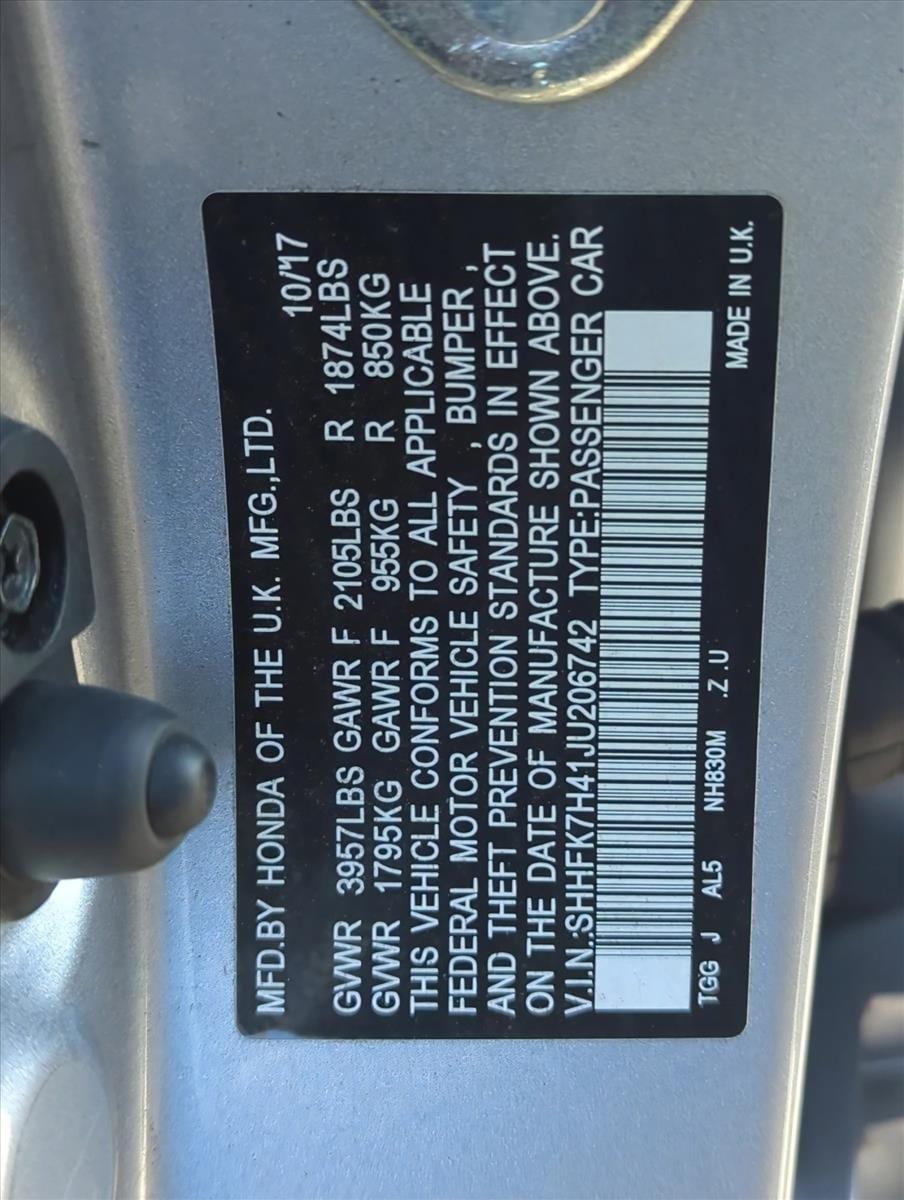 MFD.BY HONDA OF THE U.K. MFG.,LTD. 10/17
GVWR 3957LBS GAWR F 2105LBS R 1874LBS
GVWR 1795KG GAWR F 955KG R 850KG
THIS VEHICLE CONFORMS TO ALL APPLICABLE
FEDERAL MOTOR VEHICLE SAFETY , BUMPER ,
AND THEFT PREVENTION STANDARDS IN EFFECT
ON THE DATE OF MANUFACTURE SHOWN ABOVE.
V.I.N.:SHHFK7H41JU206742 TYPE:PASSENGER CAR
TGG J AL5 NH830M .Z .U MADE IN U.K.